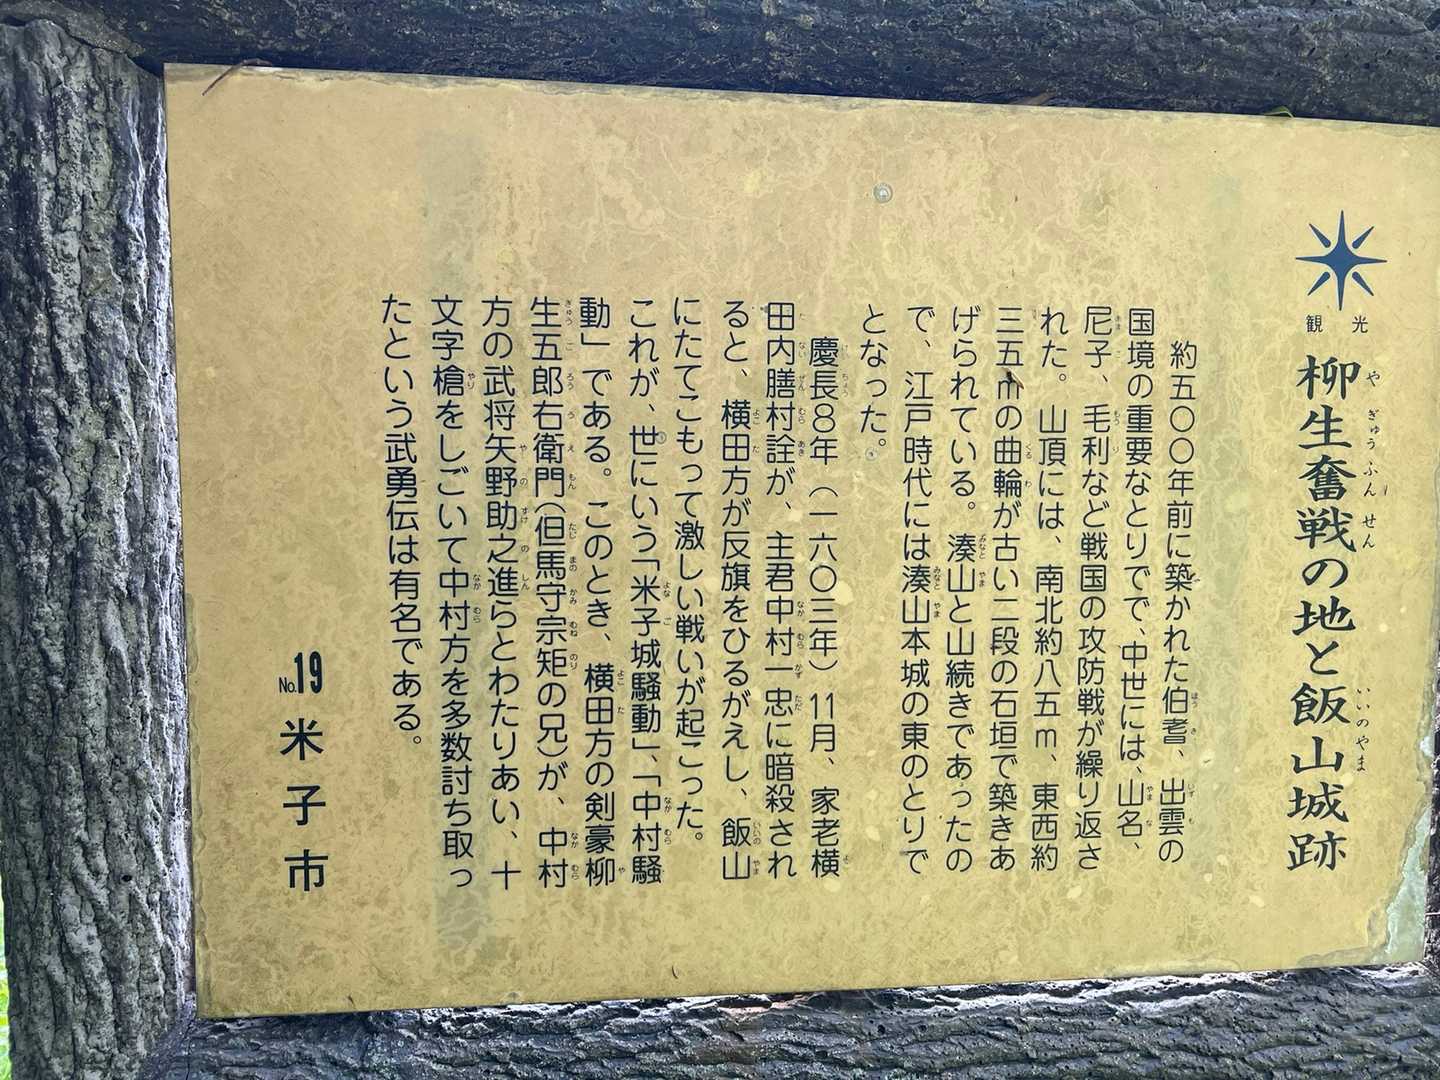 観光
柳生奮戦の地と飯山城跡
やぎゅうふんせん いいのやま
約五〇〇年前に築かれた伯耆、出雲の
国境の重要なとりでで、中世には、山名、
尼子、毛利など戦国の攻防戦が繰り返さ
れた。山頂には、南北約八五m、東西約
三五mの曲輪が古い二段の石垣で築きあ
げられている。湊山と山続きであったの
で、江戸時代には湊山本城の東のとりで
となった。
慶長8年（一六〇三年）11月、家老横
田内膳村詮が、主君中村一忠に暗殺され
ると、横田方が反旗をひるがえし、飯山
にたてこもって激しい戦いが起こった。
これが、世にいう「米子城騒動」、「中村騒
動」である。このとき、横田方の剣豪柳
生五郎右衛門（但馬守宗矩の兄）が、中村
方の武将矢野助之進らとわたりあい、十
文字槍をしごいて中村方を多数討ち取っ
たという武勇伝は有名である。
No.19 米子市